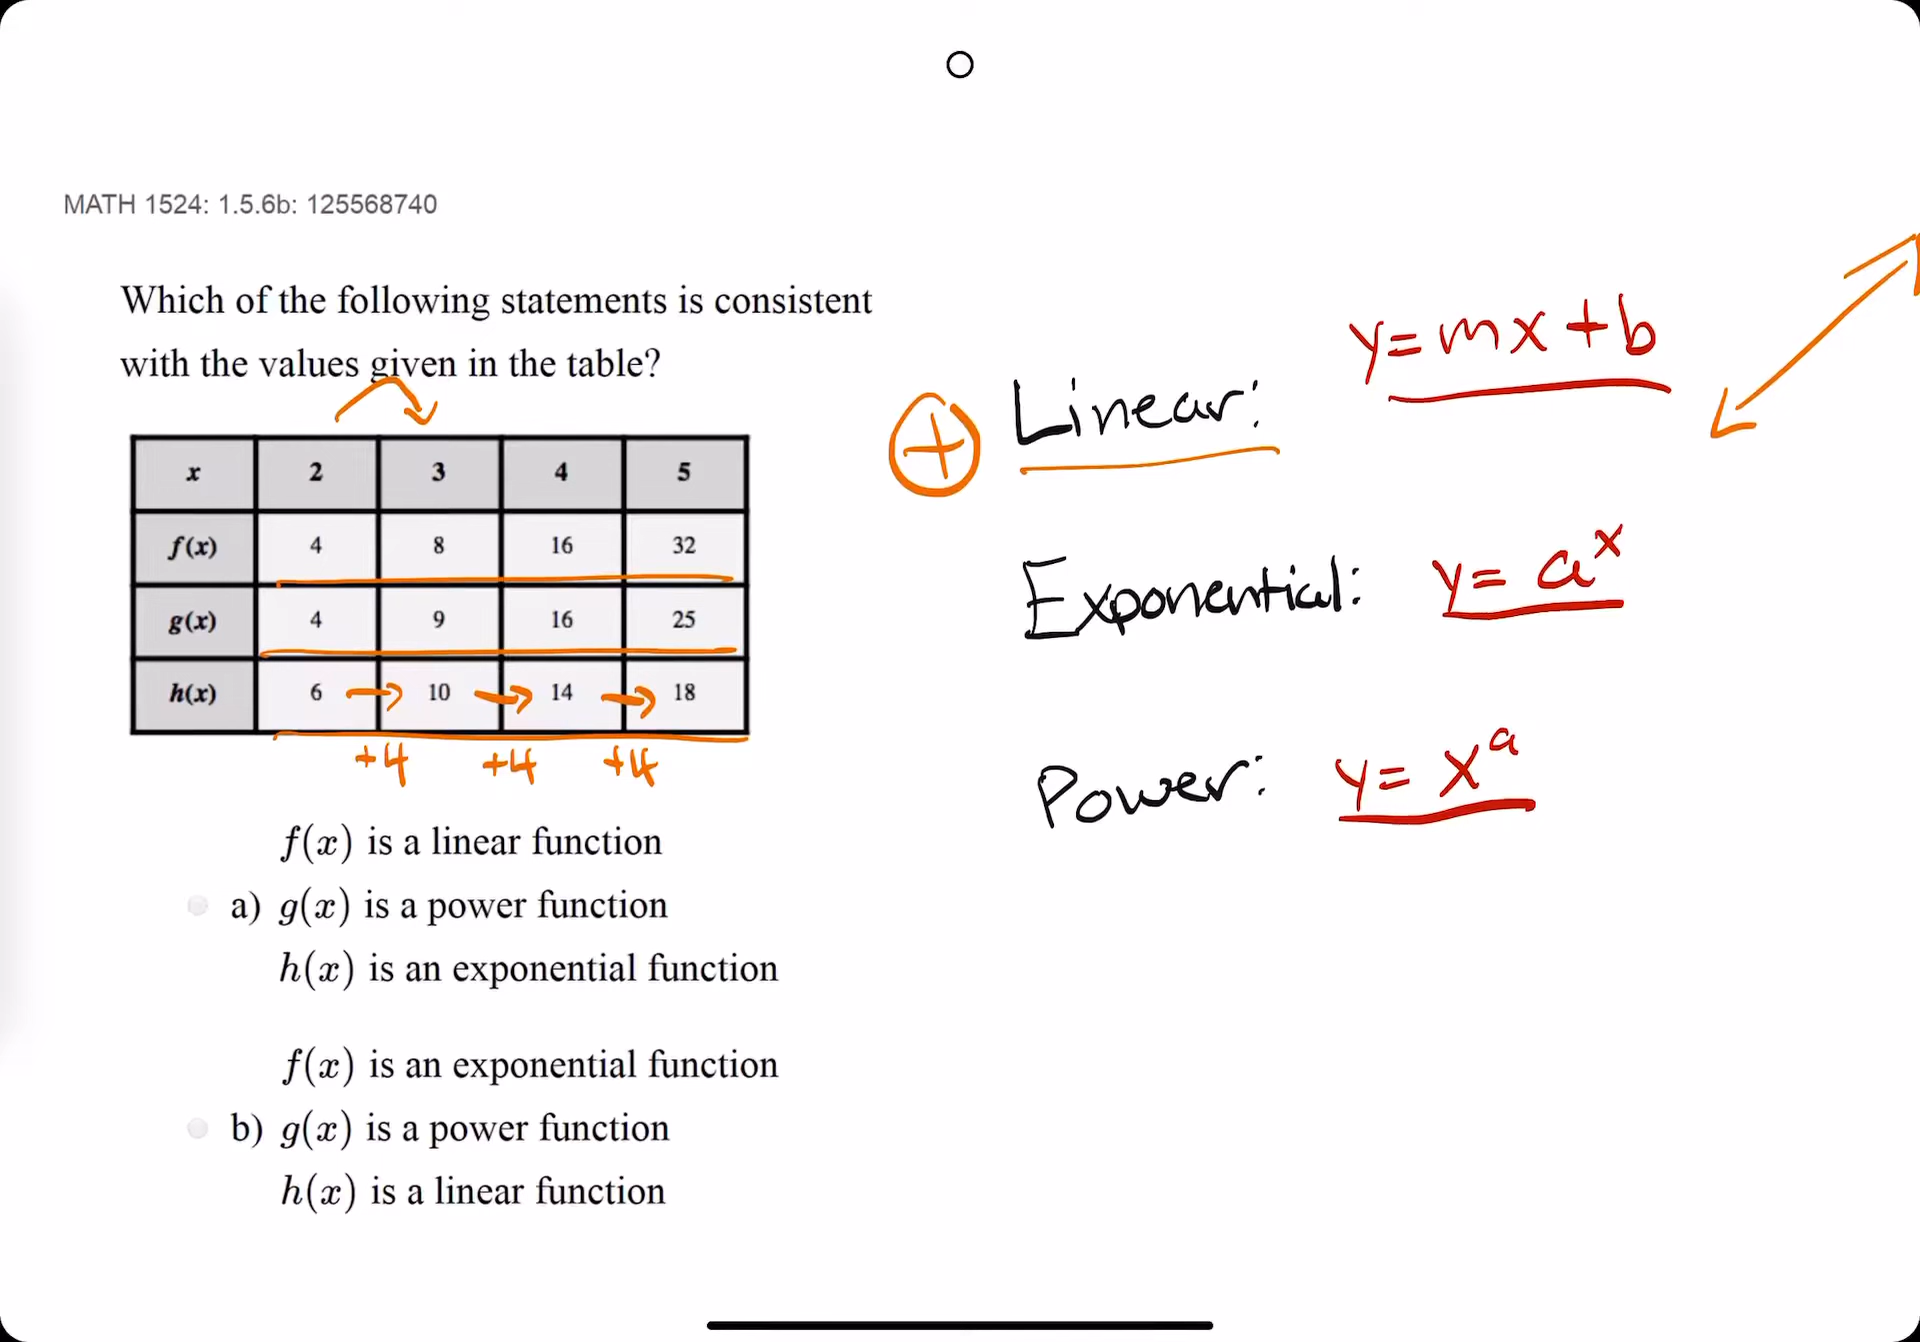 MATH 1524: 1.5.6b: 125568740
Which of the following statements is consistent
with the values given in the table?
x 2 3 4 5
f(x) 4 8 16 32
g(x) 4 9 16 25
h(x) 6 10 14 18
+4 +4 +4
f(x) is a linear function
a) g(x) is a power function
h(x) is an exponential function
f(x) is an exponential function
b) g(x) is a power function
h(x) is a linear function
y=mx+b
+ Linear:
Exponential: y=a^x
Power: y=x^a